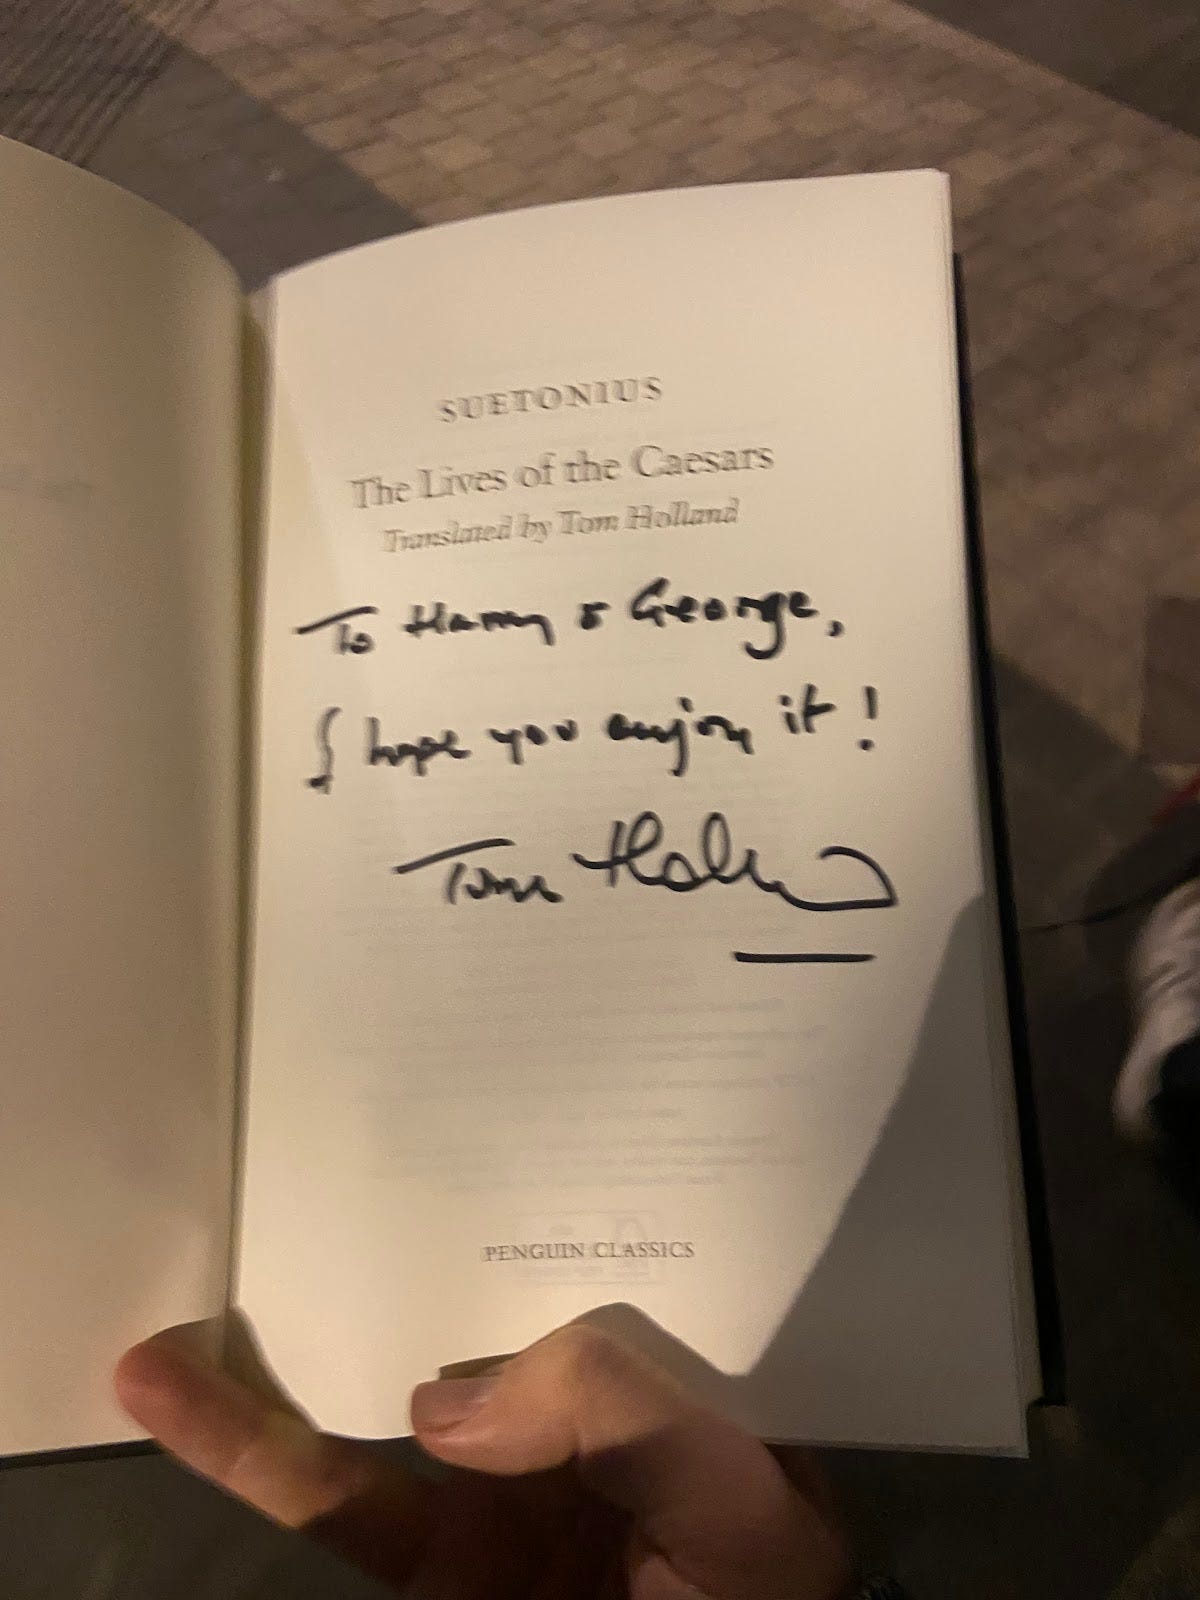 SUETONIUS
The Lives of the Caesars
Translated by Tom Holland
To Harry & George,
I hope you enjoy it!
Tom Holland
PENGUIN CLASSICS